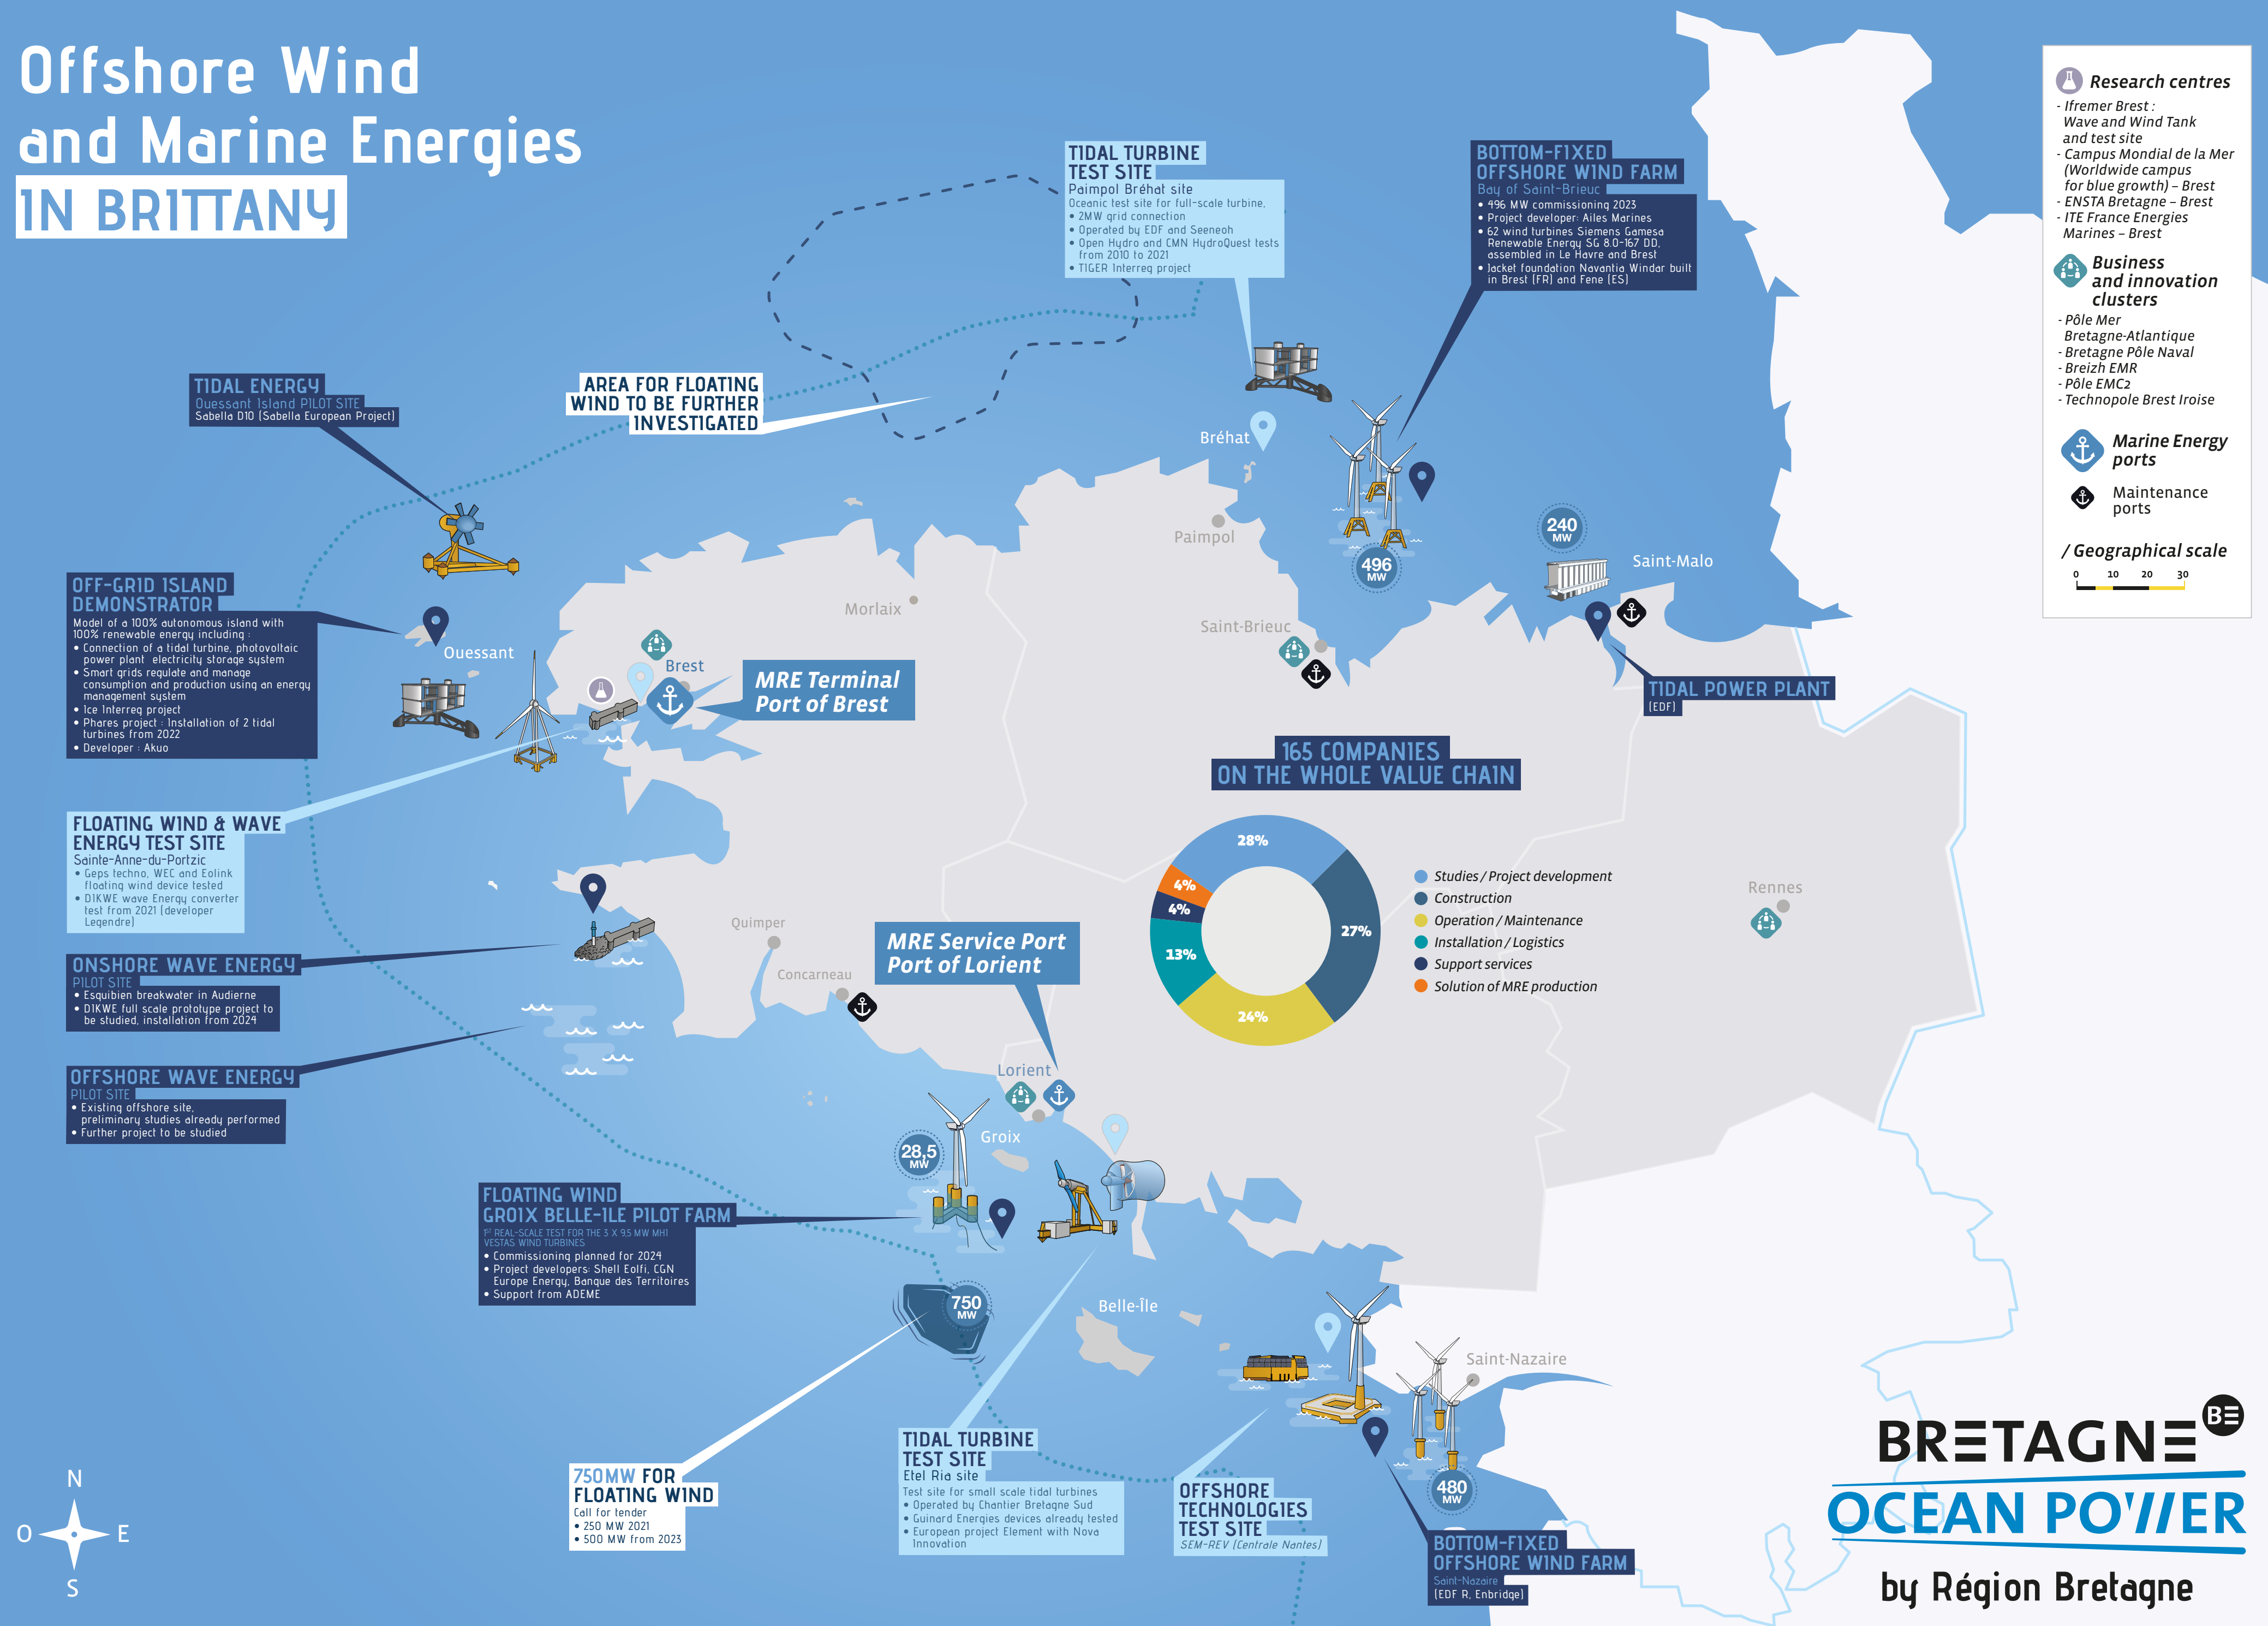 Offshore Wind
and Marine Energies
IN BRITTANY
TIDAL TURBINE
TEST SITE
Paimpol Bréhat site
Oceanic test site for full-scale turbine,
• 2MW grid connection
• Operated by EDF and Seeneoh
• Open Hydro and CMN HydroQuest tests
from 2010 to 2021
• TIGER Interreg project
BOTTOM-FIXED
OFFSHORE WIND FARM
Bay of Saint-Brieuc
• 496 MW commissioning 2023
• Project developer: Ailes Marines
• 62 wind turbines Siemens Gamesa
Renewable Energy SG 8.0-167 DD,
assembled in Le Havre and Brest
• Jacket foundation Navantia Windar built
in Brest (FR) and Fene (ES)
Research centres
- Ifremer Brest :
Wave and Wind Tank
and test site
- Campus Mondial de la Mer
(Worldwide campus
for blue growth) – Brest
- ENSTA Bretagne – Brest
- ITE France Energies
Marines – Brest
Business
and innovation
clusters
- Pôle Mer
Bretagne-Atlantique
- Bretagne Pôle Naval
- Breizh EMR
- Pôle EMC2
- Technopole Brest Iroise
Marine Energy
ports
Maintenance
ports
/ Geographical scale
0 10 20 30
TIDAL ENERGY
Ouessant Island PILOT SITE
Sabella D10 (Sabella European Project)
AREA FOR FLOATING
WIND TO BE FURTHER
INVESTIGATED
Bréhat
Paimpol
496
MW
240
MW
Saint-Malo
Morlaix
Saint-Brieuc
OFF-GRID ISLAND
DEMONSTRATOR
Model of a 100% autonomous island with
100% renewable energy including :
• Connection of a tidal turbine, photovoltaic
power plant electricity storage system
• Smart grids regulate and manage
consumption and production using an energy
management system
• Ice Interreg project
• Phares project : Installation of 2 tidal
turbines from 2022
• Developer : Akuo
Ouessant
Brest
MRE Terminal
Port of Brest
TIDAL POWER PLANT
(EDF)
165 COMPANIES
ON THE WHOLE VALUE CHAIN
28%
27%
24%
13%
4%
4%
Studies / Project development
Construction
Operation / Maintenance
Installation / Logistics
Support services
Solution of MRE production
Rennes
FLOATING WIND & WAVE
ENERGY TEST SITE
Sainte-Anne-du-Portzic
• Geps techno, WEC and Eolink
floating wind device tested
• DIKWE wave Energy converter
test from 2021 (developer
Legendre)
ONSHORE WAVE ENERGY
PILOT SITE
• Esquibien breakwater in Audierne
• DIKWE full scale prototype project to
be studied, installation from 2024
OFFSHORE WAVE ENERGY
PILOT SITE
• Existing offshore site,
preliminary studies already performed
• Further project to be studied
Quimper
Concarneau
MRE Service Port
Port of Lorient
Lorient
Groix
28,5
MW
FLOATING WIND
GROIX BELLE-ILE PILOT FARM
1ST REAL-SCALE TEST FOR THE 3 X 9,5 MW MHI
VESTAS WIND TURBINES
• Commissioning planned for 2024
• Project developers: Shell Eolfi, CGN
Europe Energy, Banque des Territoires
• Support from ADEME
750
MW
Belle-Île
Saint-Nazaire
480
MW
750MW FOR
FLOATING WIND
Call for tender
• 250 MW 2021
• 500 MW from 2023
TIDAL TURBINE
TEST SITE
Etel Ria site
Test site for small scale tidal turbines
• Operated by Chantier Bretagne Sud
• Guinard Energies devices already tested
• European project Element with Nova
Innovation
OFFSHORE
TECHNOLOGIES
TEST SITE
SEM-REV (Centrale Nantes)
BOTTOM-FIXED
OFFSHORE WIND FARM
Saint-Nazaire
(EDF R, Enbridge)
N
O E
S
BRETAGNE BE
OCEAN POWER
by Région Bretagne